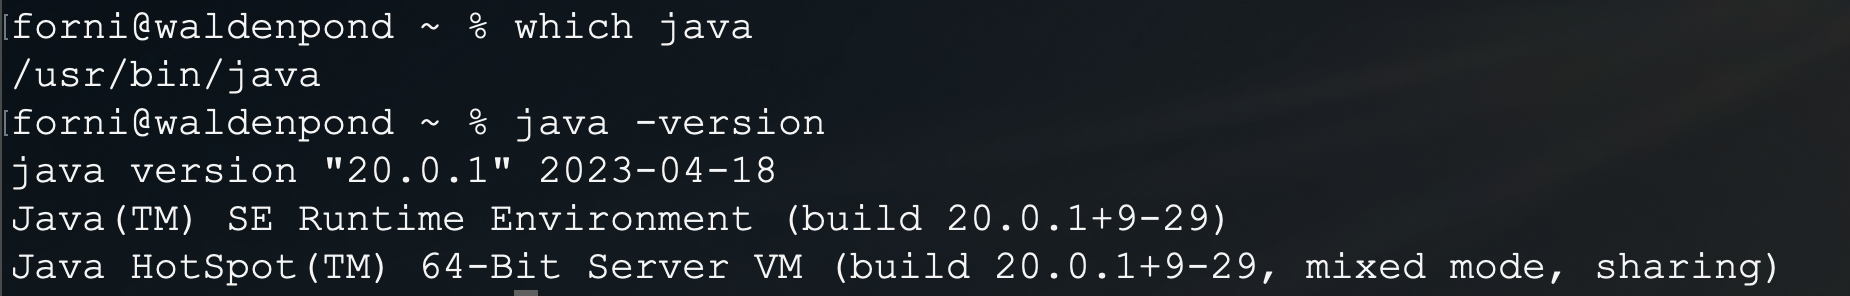 [forni@waldenpond ~ % which java
/usr/bin/java
[forni@waldenpond ~ % java -version
java version "20.0.1" 2023-04-18
Java(TM) SE Runtime Environment (build 20.0.1+9-29)
Java HotSpot(TM) 64-Bit Server VM (build 20.0.1+9-29, mixed mode, sharing)